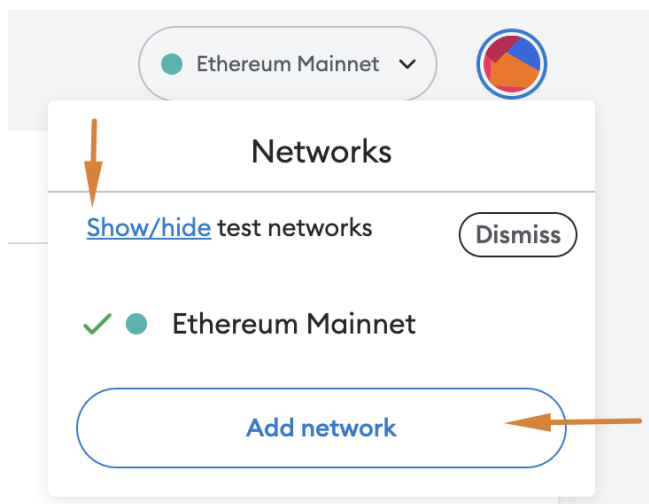 Ethereum Mainnet
Networks
Show/hide test networks
Dismiss
Ethereum Mainnet
Add network